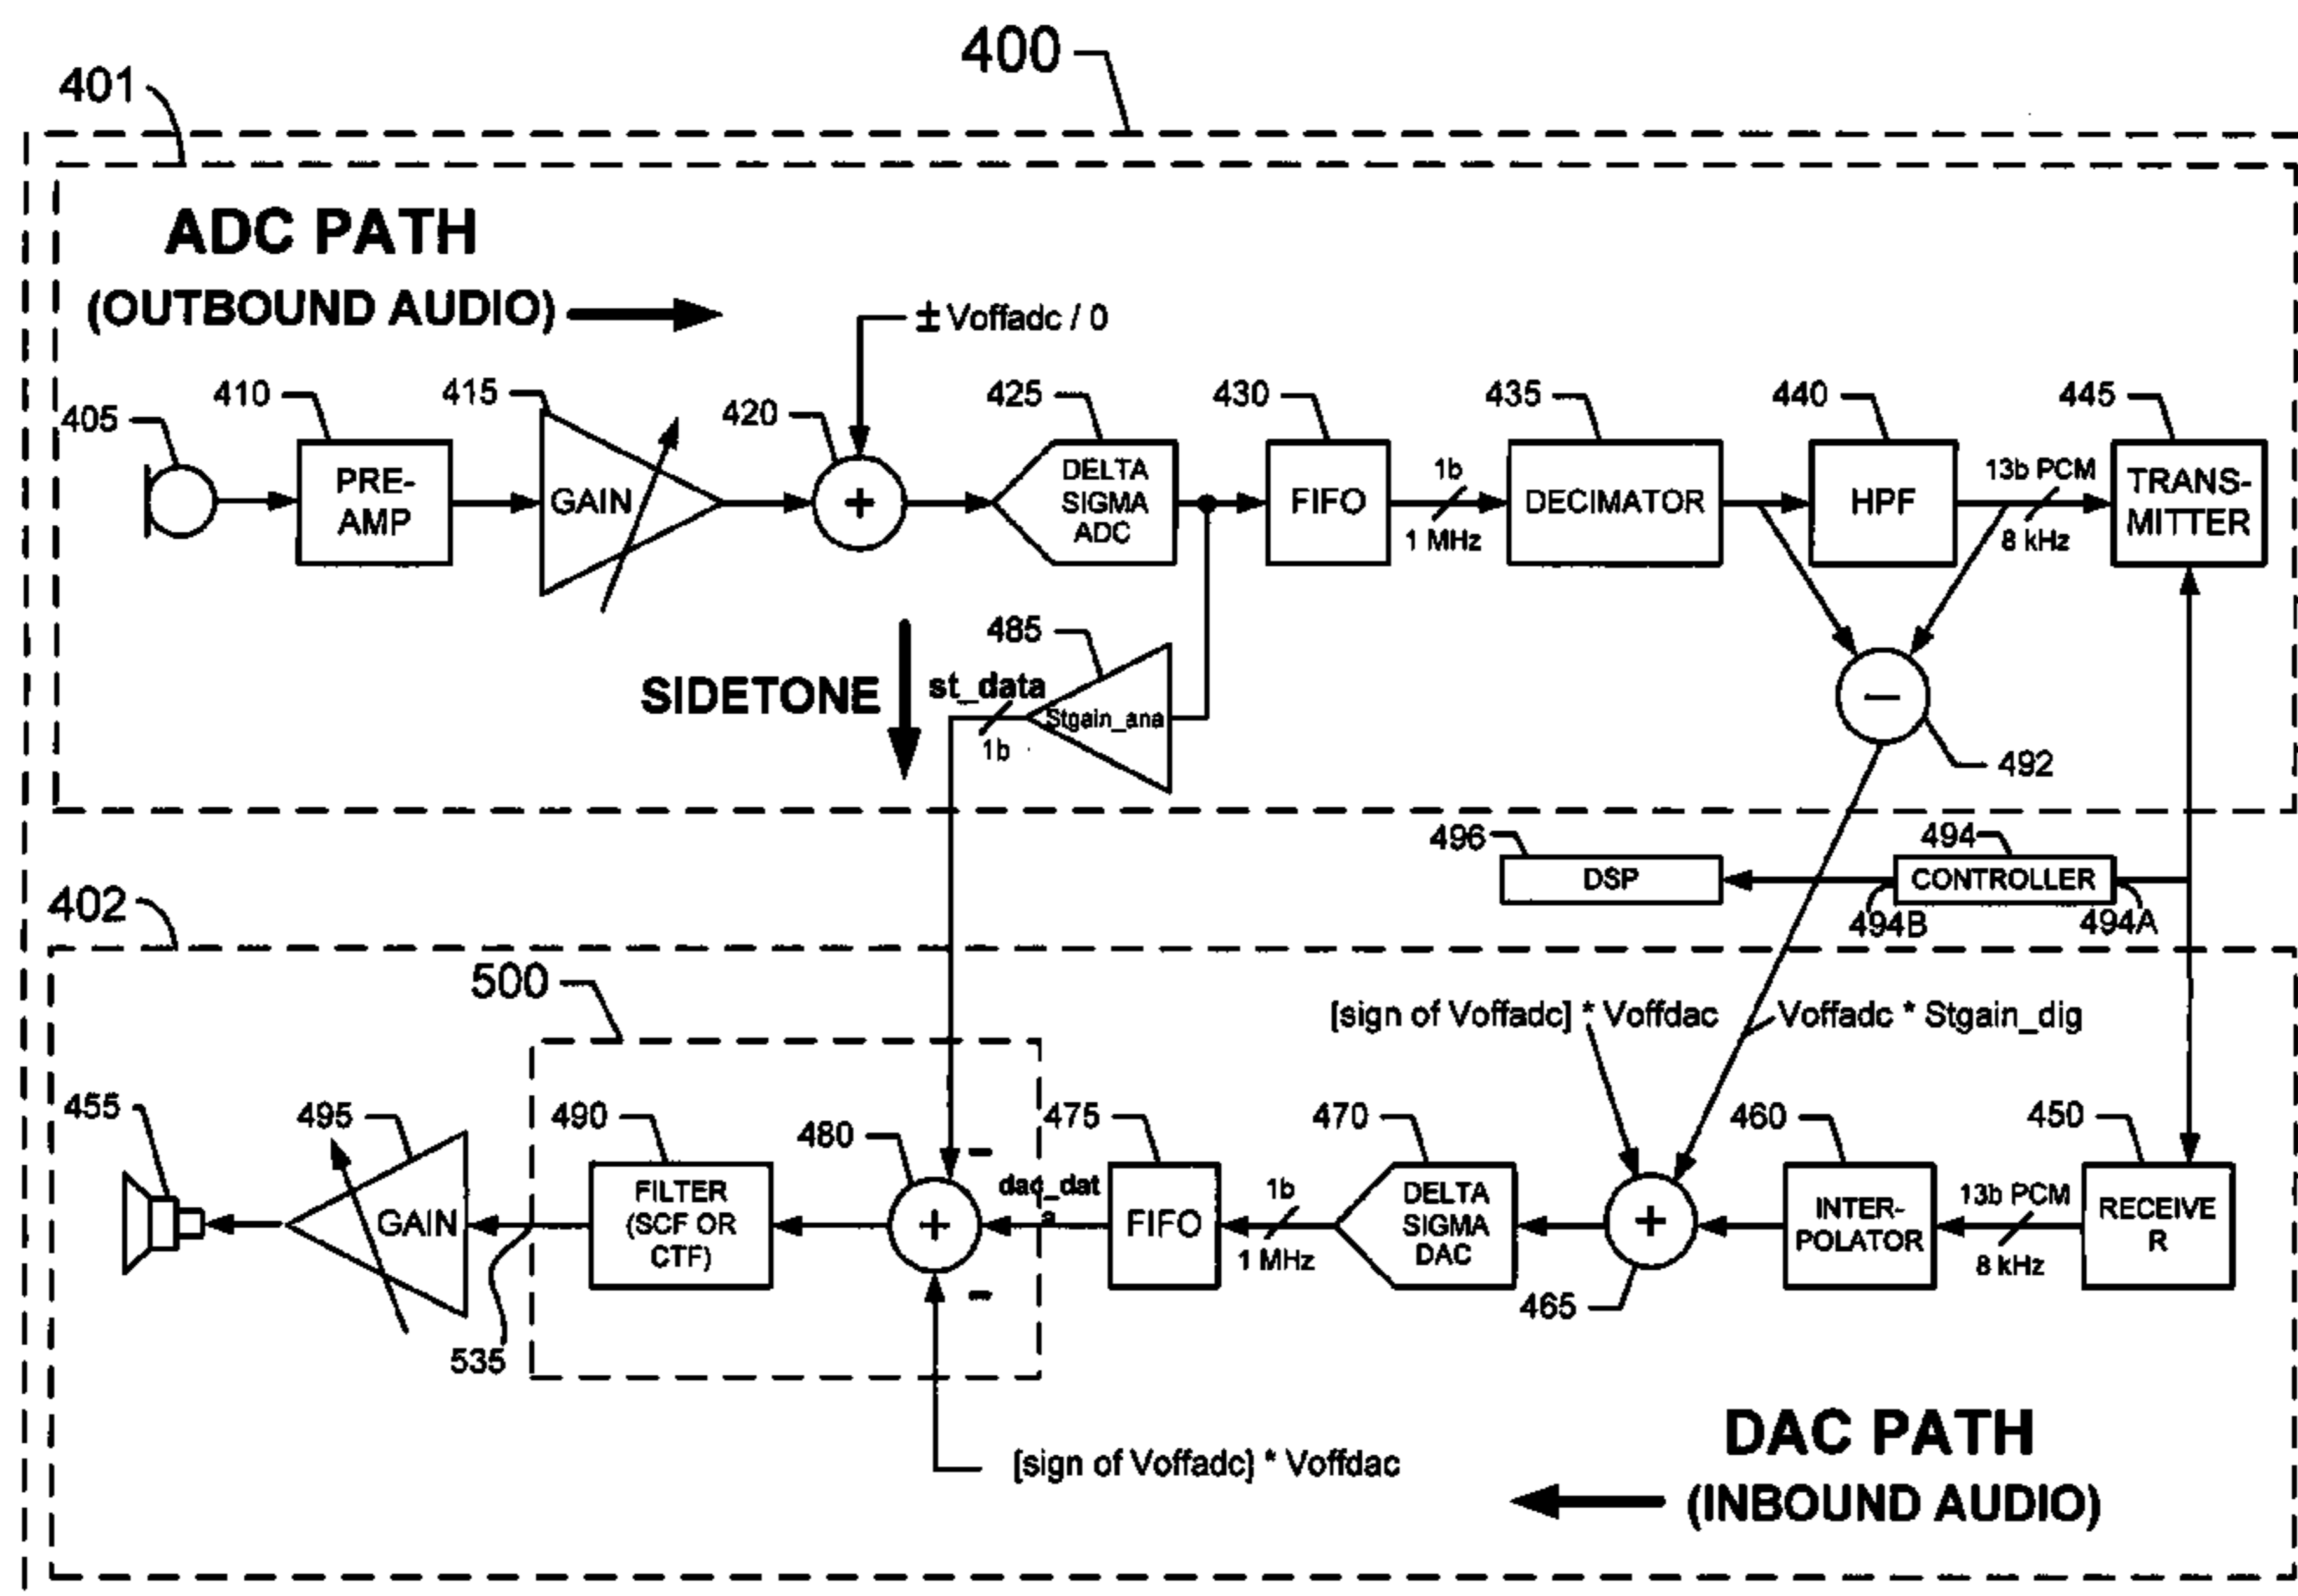 400
401
ADC PATH
(OUTBOUND AUDIO)
± Voffadc / 0
405
410
415
420
425
430
435
440
445
PRE-
AMP
GAIN
+
DELTA
SIGMA
ADC
FIFO
1b
1 MHz
DECIMATOR
HPF
13b PCM
8 kHz
TRANS-
MITTER
SIDETONE
485
st_data
Stgain_ana
1b
−
492
496
DSP
494
CONTROLLER
494B
494A
402
500
[sign of Voffadc] * Voffdac
Voffadc * Stgain_dig
455
495
490
480
475
470
460
450
GAIN
FILTER
(SCF OR
CTF)
-
+
-
dac_dat
a
FIFO
1b
1 MHz
DELTA
SIGMA
DAC
+
465
INTER-
POLATOR
13b PCM
8 kHz
RECEIVE
R
535
[sign of Voffadc] * Voffdac
DAC PATH
(INBOUND AUDIO)